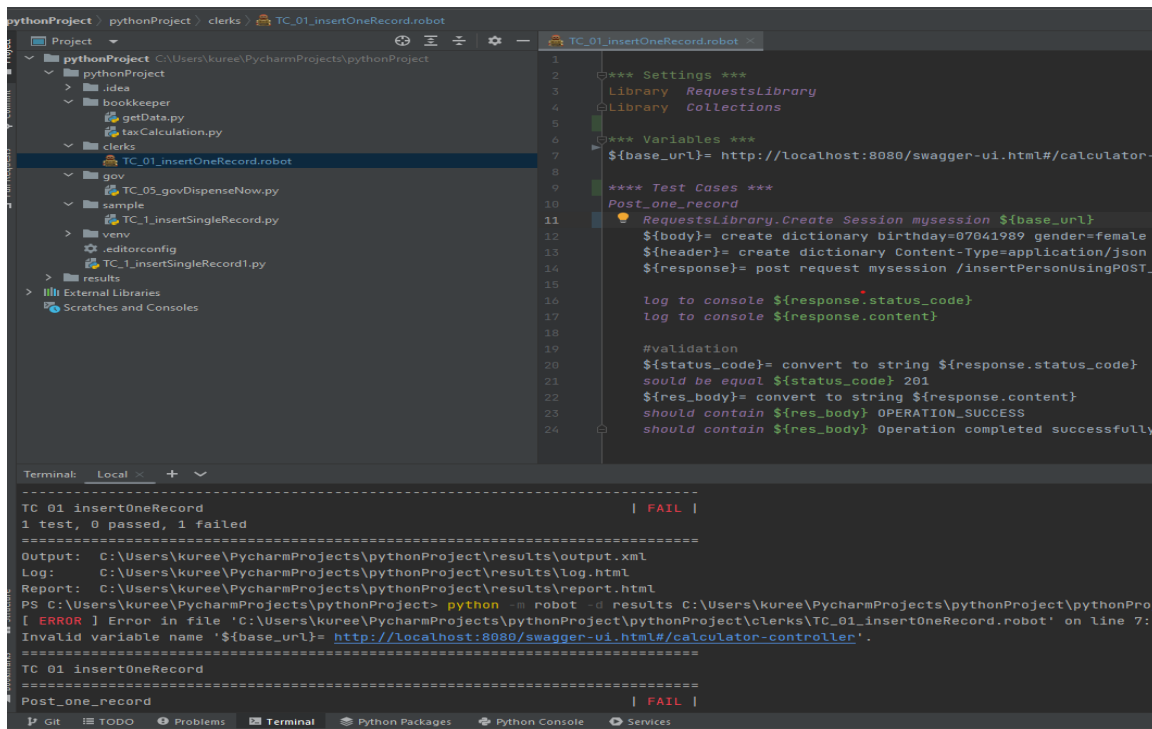 pythonProject › pythonProject › clerks › TC_01_insertOneRecord.robot
Project
pythonProject C:\Users\kuree\PycharmProjects\pythonProject
pythonProject
.idea
bookkeeper
getData.py
taxCalculation.py
clerks
TC_01_insertOneRecord.robot
gov
TC_05_govDispenseNow.py
sample
TC_1_insertSingleRecord.py
venv
.editorconfig
TC_1_insertSingleRecord1.py
results
External Libraries
Scratches and Consoles
TC_01_insertOneRecord.robot ×
1
2 *** Settings ***
3 Library  RequestsLibrary
4 Library  Collections
5
6 *** Variables ***
7 ${base_url}= http://localhost:8080/swagger-ui.html#/calculator-
8
9 **** Test Cases ***
10 Post_one_record
11 RequestsLibrary.Create Session mysession ${base_url}
12 ${body}= create dictionary birthday=07041989 gender=female
13 ${header}= create dictionary Content-Type=application/json
14 ${response}= post request mysession /insertPersonUsingPOST_
15
16 log to console ${response.status_code}
17 log to console ${response.content}
18
19 #validation
20 ${status_code}= convert to string ${response.status_code}
21 sould be equal ${status_code} 201
22 ${res_body}= convert to string ${response.content}
23 should contain ${res_body} OPERATION_SUCCESS
24 should contain ${res_body} Operation completed successfully
Terminal: Local × +
------------------------------------------------------------------------------
TC 01 insertOneRecord | FAIL |
1 test, 0 passed, 1 failed
==============================================================================
Output:  C:\Users\kuree\PycharmProjects\pythonProject\results\output.xml
Log:     C:\Users\kuree\PycharmProjects\pythonProject\results\log.html
Report:  C:\Users\kuree\PycharmProjects\pythonProject\results\report.html
PS C:\Users\kuree\PycharmProjects\pythonProject> python -m robot -d results C:\Users\kuree\PycharmProjects\pythonProject\pythonPro
[ ERROR ] Error in file 'C:\Users\kuree\PycharmProjects\pythonProject\pythonProject\clerks\TC_01_insertOneRecord.robot' on line 7:
Invalid variable name '${base_url}= http://localhost:8080/swagger-ui.html#/calculator-controller'.
==============================================================================
TC 01 insertOneRecord
==============================================================================
Post_one_record | FAIL |
Git TODO Problems Terminal Python Packages Python Console Services